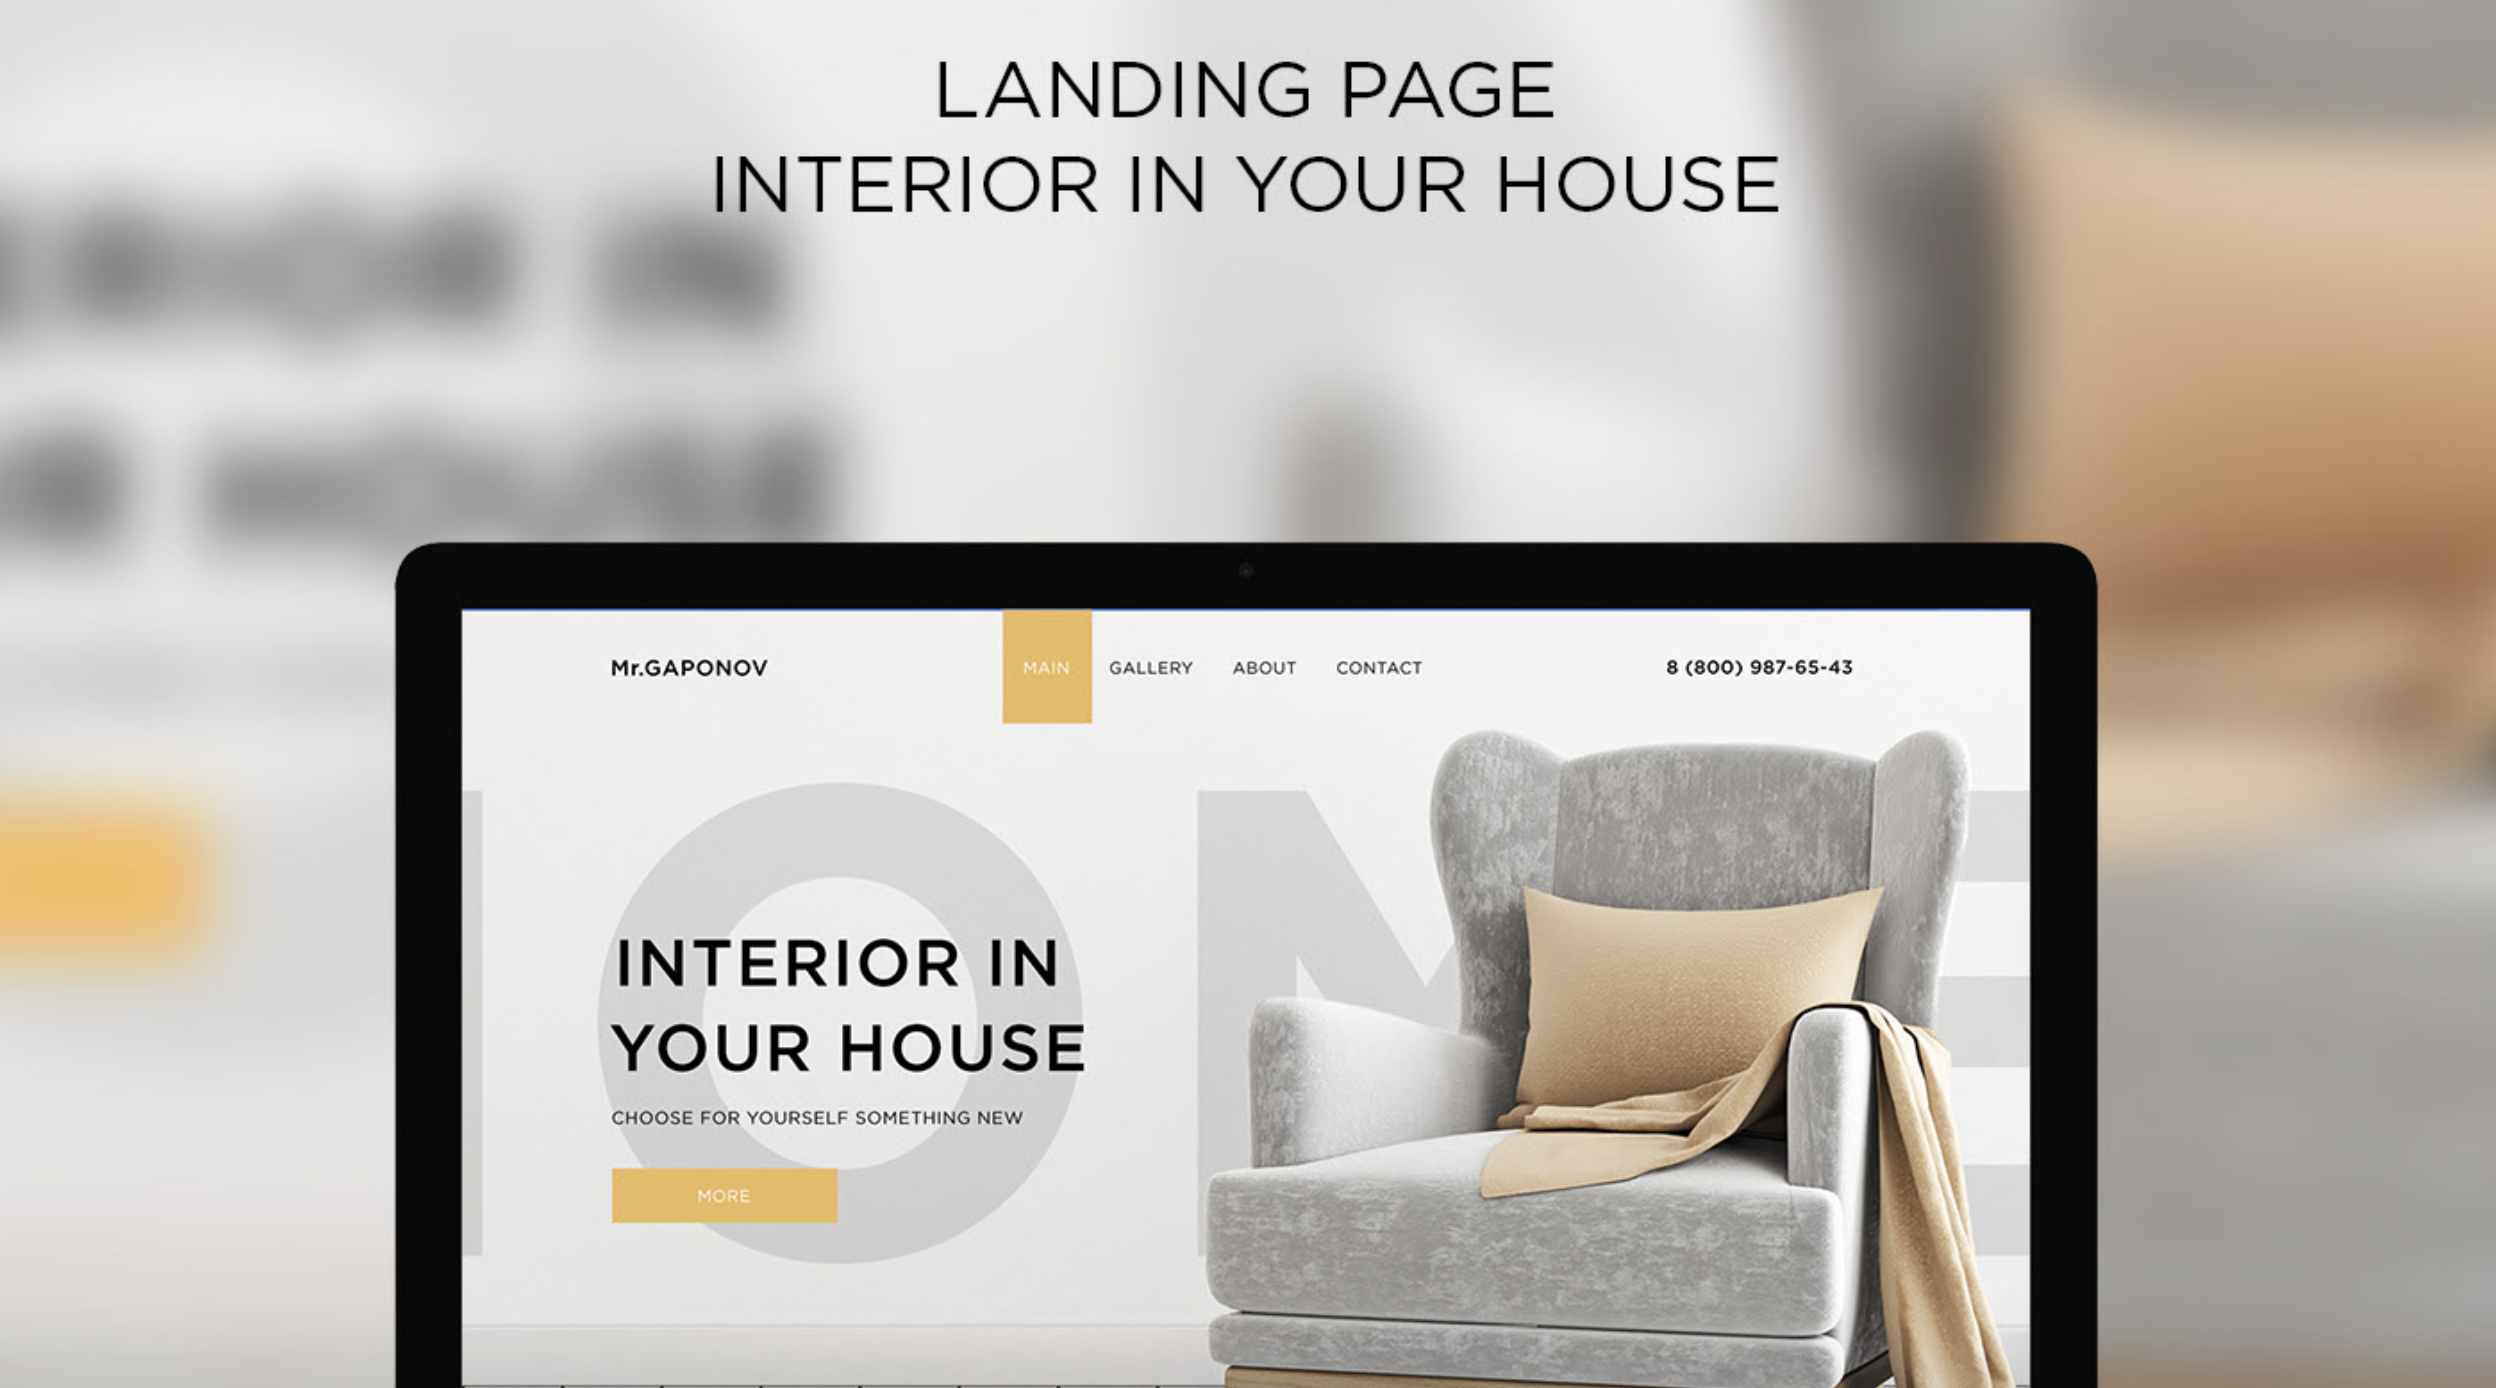 LANDING PAGE
INTERIOR IN YOUR HOUSE
Mr.GAPONOV
MAIN
GALLERY
ABOUT
CONTACT
8 (800) 987-65-43
INTERIOR IN
YOUR HOUSE
CHOOSE FOR YOURSELF SOMETHING NEW
MORE